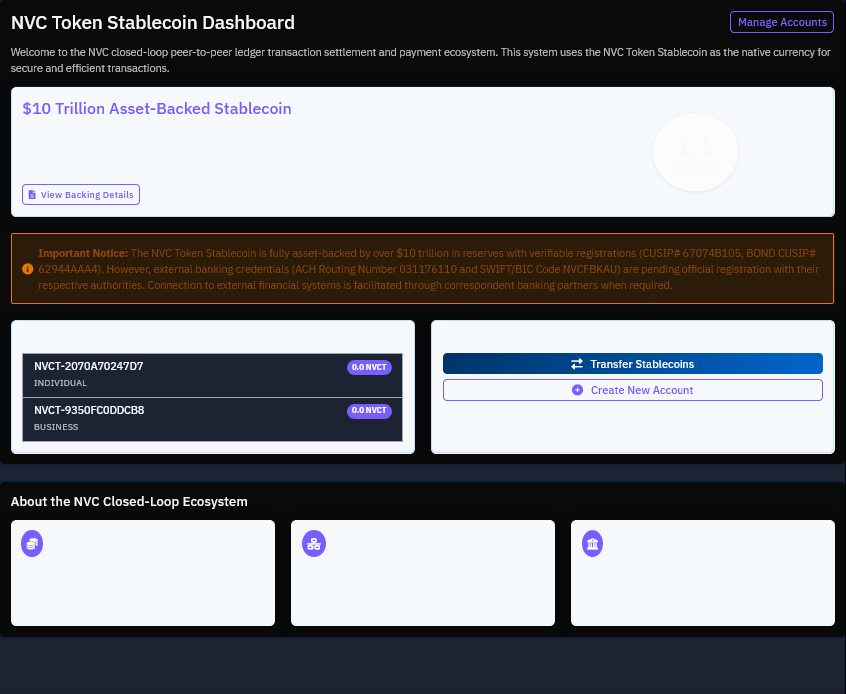 NVC Token Stablecoin Dashboard
Manage Accounts
Welcome to the NVC closed-loop peer-to-peer ledger transaction settlement and payment ecosystem. This system uses the NVC Token Stablecoin as the native currency for
secure and efficient transactions.
$10 Trillion Asset-Backed Stablecoin
1:1
View Backing Details
Important Notice: The NVC Token Stablecoin is fully asset-backed by over $10 trillion in reserves with verifiable registrations (CUSIP# 67074B105, BOND CUSIP#
62944AAA4). However, external banking credentials (ACH Routing Number 031176110 and SWIFT/BIC Code NVCFBKAU) are pending official registration with their
respective authorities. Connection to external financial systems is facilitated through correspondent banking partners when required.
NVCT-2070A70247D7
0.0 NVCT
INDIVIDUAL
NVCT-9350FC0DDCB8
0.0 NVCT
BUSINESS
Transfer Stablecoins
Create New Account
About the NVC Closed-Loop Ecosystem